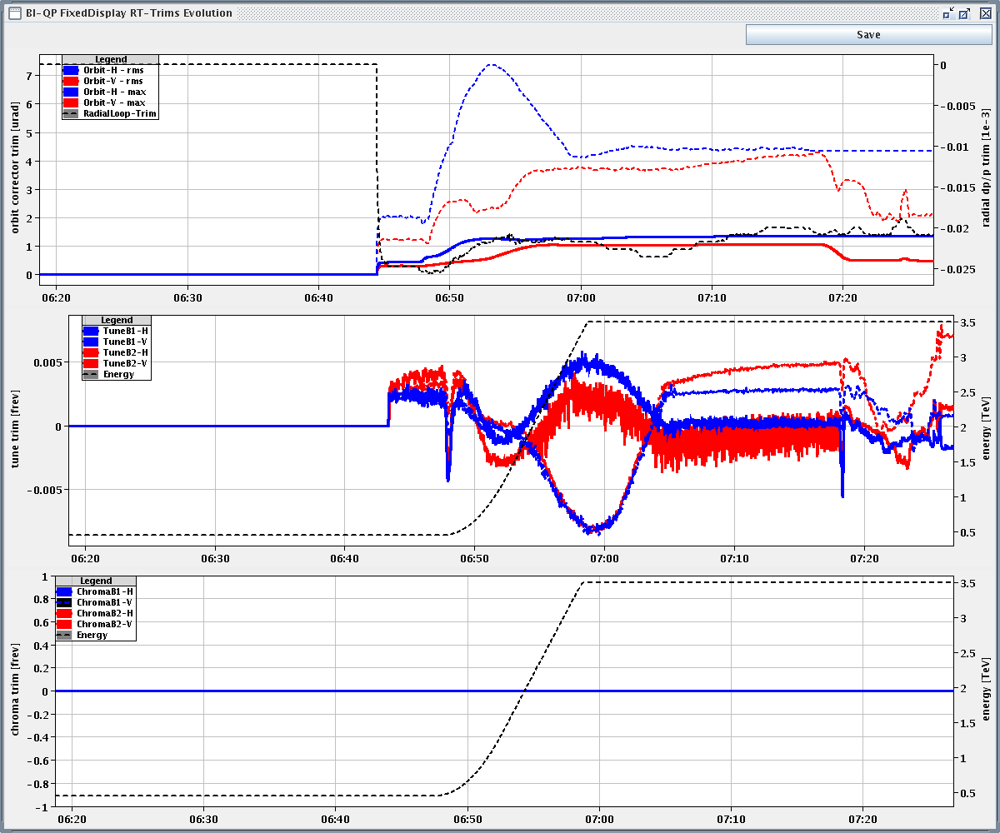 BI-QP FixedDisplay RT-Trims Evolution
Save
Legend
Orbit-H - rms
Orbit-V - rms
Orbit-H - max
Orbit-V - max
RadialLoop-Trim
orbit corrector trim [urad]
7
6
5
4
3
2
1
0
radial dp/p trim [1e-3]
0
-0.005
-0.01
-0.015
-0.02
-0.025
06:20 06:30 06:40 06:50 07:00 07:10 07:20
Legend
TuneB1-H
TuneB1-V
TuneB2-H
TuneB2-V
Energy
tune trim [frev]
0.005
0
-0.005
energy [TeV]
3.5
3
2.5
2
1.5
1
0.5
06:20 06:30 06:40 06:50 07:00 07:10 07:20
Legend
ChromaB1-H
ChromaB1-V
ChromaB2-H
ChromaB2-V
Energy
chroma trim [frev]
1
0.8
0.6
0.4
0.2
0
-0.2
-0.4
-0.6
-0.8
-1
energy [TeV]
3.5
3
2.5
2
1.5
1
0.5
06:20 06:30 06:40 06:50 07:00 07:10 07:20